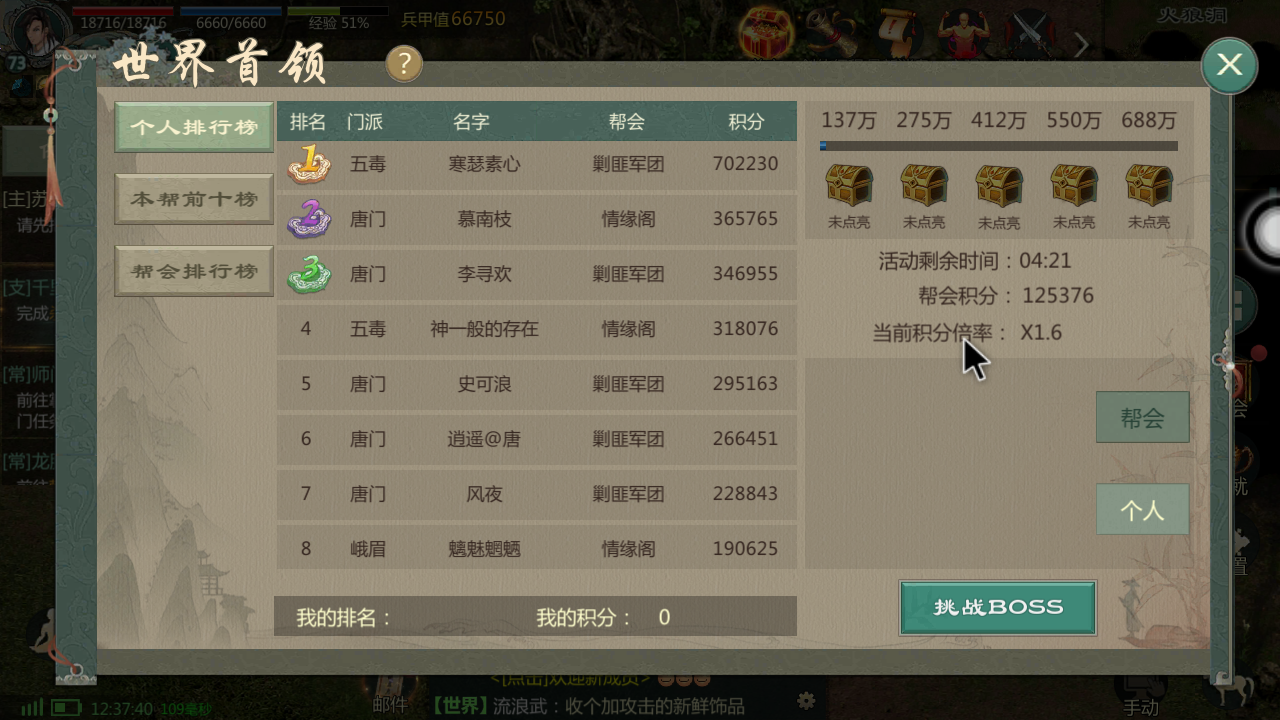 18716/18716
6660/6660
经验 51%
兵甲值66750
火狼洞
73
世界首领
?
个人排行榜
本帮前十榜
帮会排行榜
排名 门派 名字 帮会 积分
1 五毒 寒瑟素心 剿匪军团 702230
2 唐门 慕南枝 情缘阁 365765
3 唐门 李寻欢 剿匪军团 346955
4 五毒 神一般的存在 情缘阁 318076
5 唐门 史可浪 剿匪军团 295163
6 唐门 逍遥@唐 剿匪军团 266451
7 唐门 风夜 剿匪军团 228843
8 峨眉 魑魅魍魉 情缘阁 190625
我的排名： 我的积分： 0
137万 275万 412万 550万 688万
未点亮 未点亮 未点亮 未点亮 未点亮
活动剩余时间：04:21
帮会积分： 125376
当前积分倍率： X1.6
帮会
个人
挑战BOSS
[主]苏
请先
[支]千
完成
[常]师
前往
门任
[常]龙
<[点击]欢迎新成员>
邮件
【世界】流浪武：收个加攻击的新鲜饰品
手动
12:37:40 109毫秒